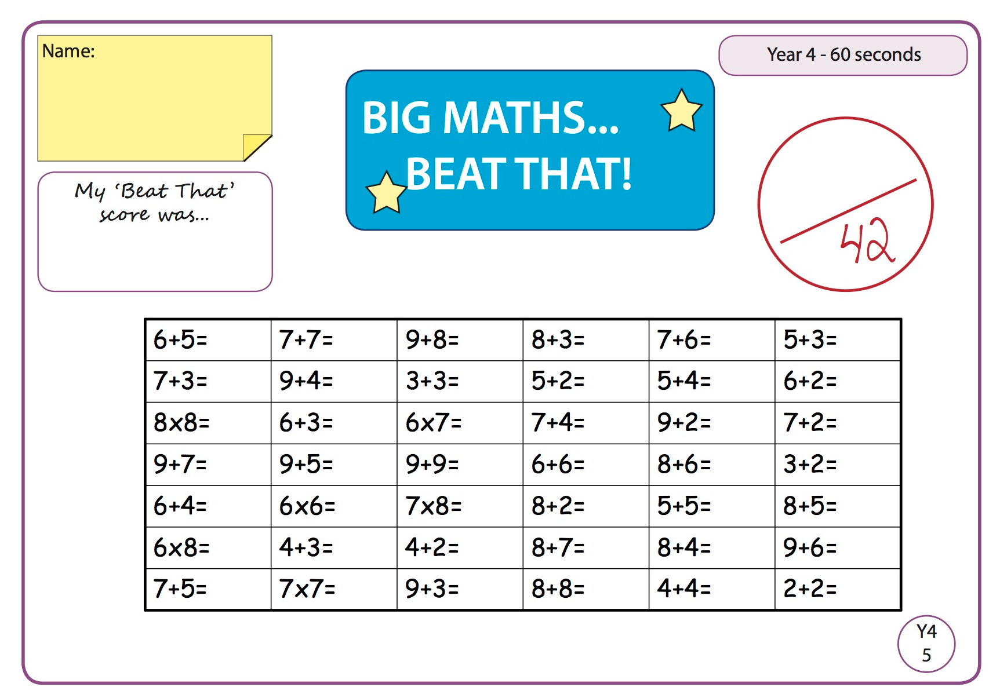 Name:
Year 4 - 60 seconds
BIG MATHS...
BEAT THAT!
My ‘Beat That’
score was...
42
6+5= 7+7= 9+8= 8+3= 7+6= 5+3=
7+3= 9+4= 3+3= 5+2= 5+4= 6+2=
8x8= 6+3= 6x7= 7+4= 9+2= 7+2=
9+7= 9+5= 9+9= 6+6= 8+6= 3+2=
6+4= 6x6= 7x8= 8+2= 5+5= 8+5=
6x8= 4+3= 4+2= 8+7= 8+4= 9+6=
7+5= 7x7= 9+3= 8+8= 4+4= 2+2=
Y4
5